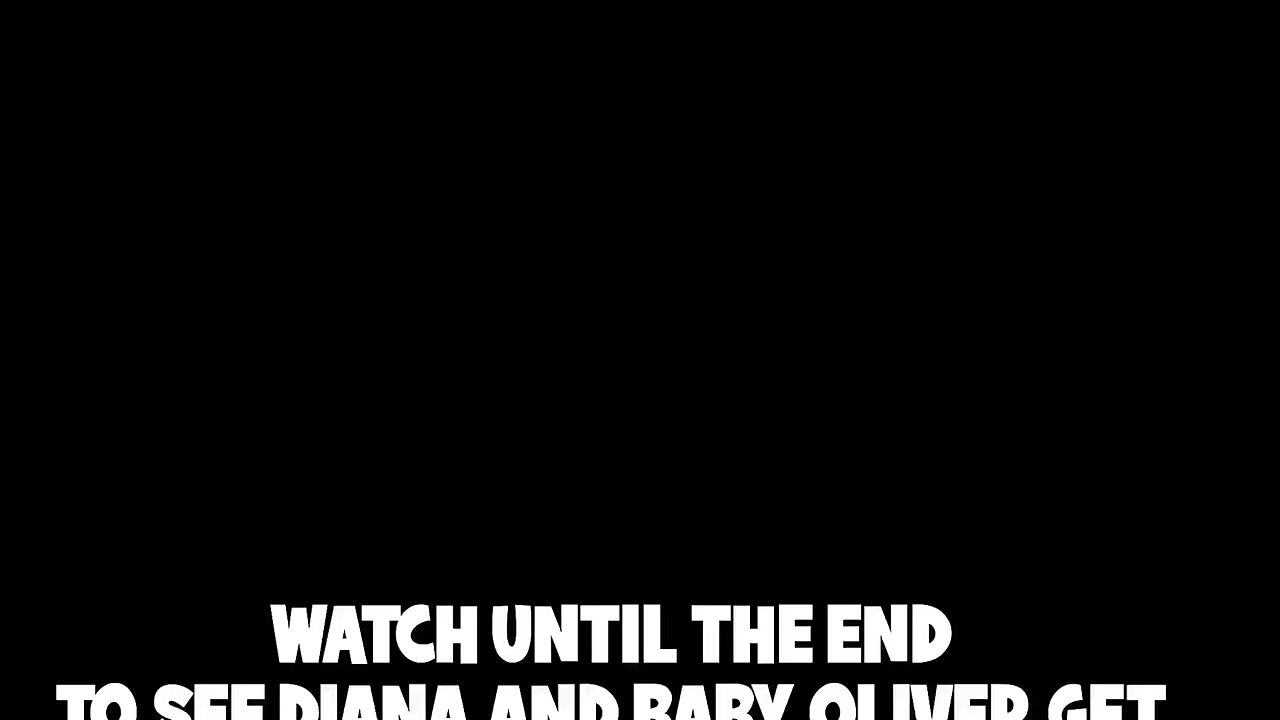 WATCH UNTIL THE END
TO SEE DIANA AND BABY OLIVER GET